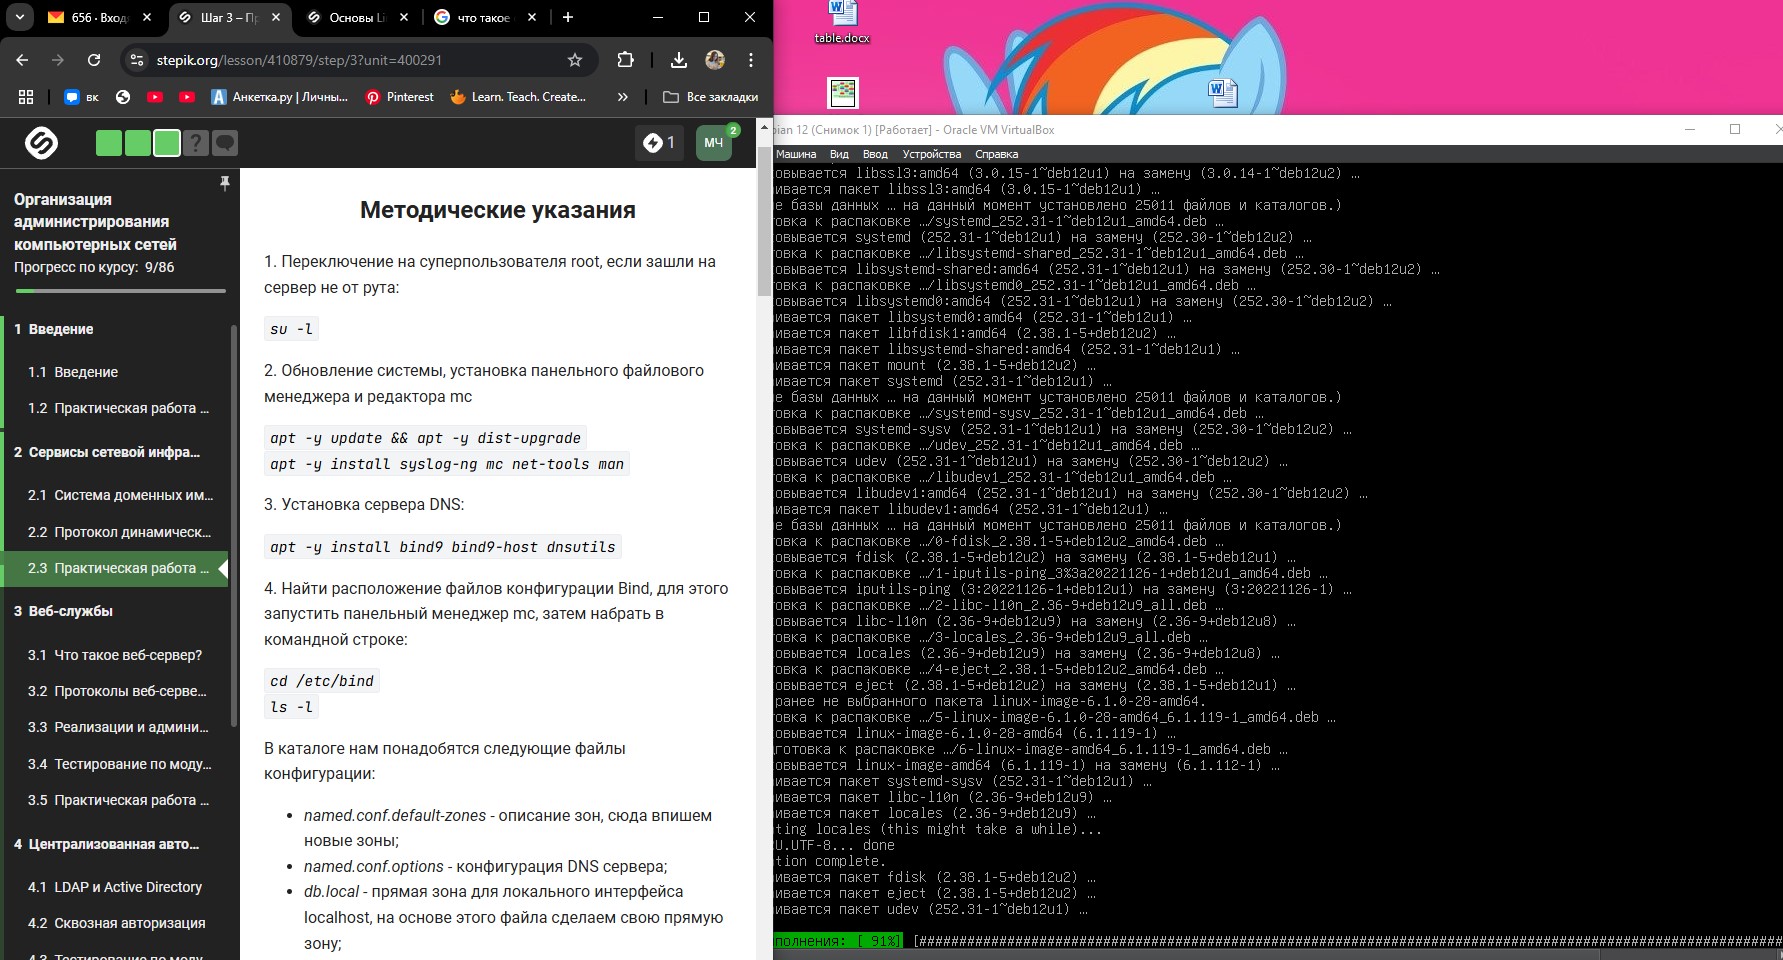 656 · Входя
Шаг 3 – Пр
Основы Li
что такое
stepik.org/lesson/410879/step/3?unit=400291
вк
Анкетка.ру | Личны...
Pinterest
Learn. Teach. Create...
»
Все закладки
1
МЧ
2
Организация
администрирования
компьютерных сетей
Прогресс по курсу: 9/86
1 Введение
1.1 Введение
1.2 Практическая работа ...
2 Сервисы сетевой инфра...
2.1 Система доменных им...
2.2 Протокол динамическ...
2.3 Практическая работа ...
3 Веб-службы
3.1 Что такое веб-сервер?
3.2 Протоколы веб-серве...
3.3 Реализации и админи...
3.4 Тестирование по моду...
3.5 Практическая работа ...
4 Централизованная авто...
4.1 LDAP и Active Directory
4.2 Сквозная авторизация
4.3 Тестирование по моду...
Методические указания
1. Переключение на суперпользователя root, если зашли на
сервер не от рута:
su -l
2. Обновление системы, установка панельного файлового
менеджера и редактора mc
apt -y update && apt -y dist-upgrade
apt -y install syslog-ng mc net-tools man
3. Установка сервера DNS:
apt -y install bind9 bind9-host dnsutils
4. Найти расположение файлов конфигурации Bind, для этого
запустить панельный менеджер mc, затем набрать в
командной строке:
cd /etc/bind
ls -l
В каталоге нам понадобятся следующие файлы
конфигурации:
• named.conf.default-zones - описание зон, сюда впишем
новые зоны;
• named.conf.options - конфигурация DNS сервера;
• db.local - прямая зона для локального интерфейса
localhost, на основе этого файла сделаем свою прямую
зону;
table.docx
bian 12 (Снимок 1) [Работает] - Oracle VM VirtualBox
Машина Вид Ввод Устройства Справка
овывается libssl3:amd64 (3.0.15-1~deb12u1) на замену (3.0.14-1~deb12u2) …
ивается пакет libssl3:amd64 (3.0.15-1~deb12u1) …
е базы данных … на данный момент установлено 25011 файлов и каталогов.)
овка к распаковке …/systemd_252.31-1~deb12u1_amd64.deb …
овывается systemd (252.31-1~deb12u1) на замену (252.30-1~deb12u2) …
овка к распаковке …/libsystemd-shared_252.31-1~deb12u1_amd64.deb …
овывается libsystemd-shared:amd64 (252.31-1~deb12u1) на замену (252.30-1~deb12u2) …
овка к распаковке …/libsystemd0_252.31-1~deb12u1_amd64.deb …
овывается libsystemd0:amd64 (252.31-1~deb12u1) на замену (252.30-1~deb12u2) …
ивается пакет libsystemd0:amd64 (252.31-1~deb12u1) …
ивается пакет libfdisk1:amd64 (2.38.1-5+deb12u2) …
ивается пакет libsystemd-shared:amd64 (252.31-1~deb12u1) …
ивается пакет mount (2.38.1-5+deb12u2) …
ивается пакет systemd (252.31-1~deb12u1) …
е базы данных … на данный момент установлено 25011 файлов и каталогов.)
овка к распаковке …/systemd-sysv_252.31-1~deb12u1_amd64.deb …
овывается systemd-sysv (252.31-1~deb12u1) на замену (252.30-1~deb12u2) …
овка к распаковке …/udev_252.31-1~deb12u1_amd64.deb …
овывается udev (252.31-1~deb12u1) на замену (252.30-1~deb12u2) …
овка к распаковке …/libudev1_252.31-1~deb12u1_amd64.deb …
овывается libudev1:amd64 (252.31-1~deb12u1) на замену (252.30-1~deb12u2) …
ивается пакет libudev1:amd64 (252.31-1~deb12u1) …
е базы данных … на данный момент установлено 25011 файлов и каталогов.)
овка к распаковке …/0-fdisk_2.38.1-5+deb12u2_amd64.deb …
овывается fdisk (2.38.1-5+deb12u2) на замену (2.38.1-5+deb12u1) …
овка к распаковке …/1-iputils-ping_3%3a20221126-1+deb12u1_amd64.deb …
овывается iputils-ping (3:20221126-1+deb12u1) на замену (3:20221126-1) …
овка к распаковке …/2-libc-l10n_2.36-9+deb12u9_all.deb …
овывается libc-l10n (2.36-9+deb12u9) на замену (2.36-9+deb12u8) …
овка к распаковке …/3-locales_2.36-9+deb12u9_all.deb …
овывается locales (2.36-9+deb12u9) на замену (2.36-9+deb12u8) …
овка к распаковке …/4-eject_2.38.1-5+deb12u2_amd64.deb …
овывается eject (2.38.1-5+deb12u2) на замену (2.38.1-5+deb12u1) …
ранее не выбранного пакета linux-image-6.1.0-28-amd64.
овка к распаковке …/5-linux-image-6.1.0-28-amd64_6.1.119-1_amd64.deb …
овывается linux-image-6.1.0-28-amd64 (6.1.119-1) …
готовка к распаковке …/6-linux-image-amd64_6.1.119-1_amd64.deb …
овывается linux-image-amd64 (6.1.119-1) на замену (6.1.112-1) …
ивается пакет systemd-sysv (252.31-1~deb12u1) …
ивается пакет libc-l10n (2.36-9+deb12u9) …
ивается пакет locales (2.36-9+deb12u9) …
ting locales (this might take a while)...
U.UTF-8... done
tion complete.
ивается пакет fdisk (2.38.1-5+deb12u2) …
ивается пакет eject (2.38.1-5+deb12u2) …
ивается пакет udev (252.31-1~deb12u1) …
полнения: [ 91%] [##############################################################